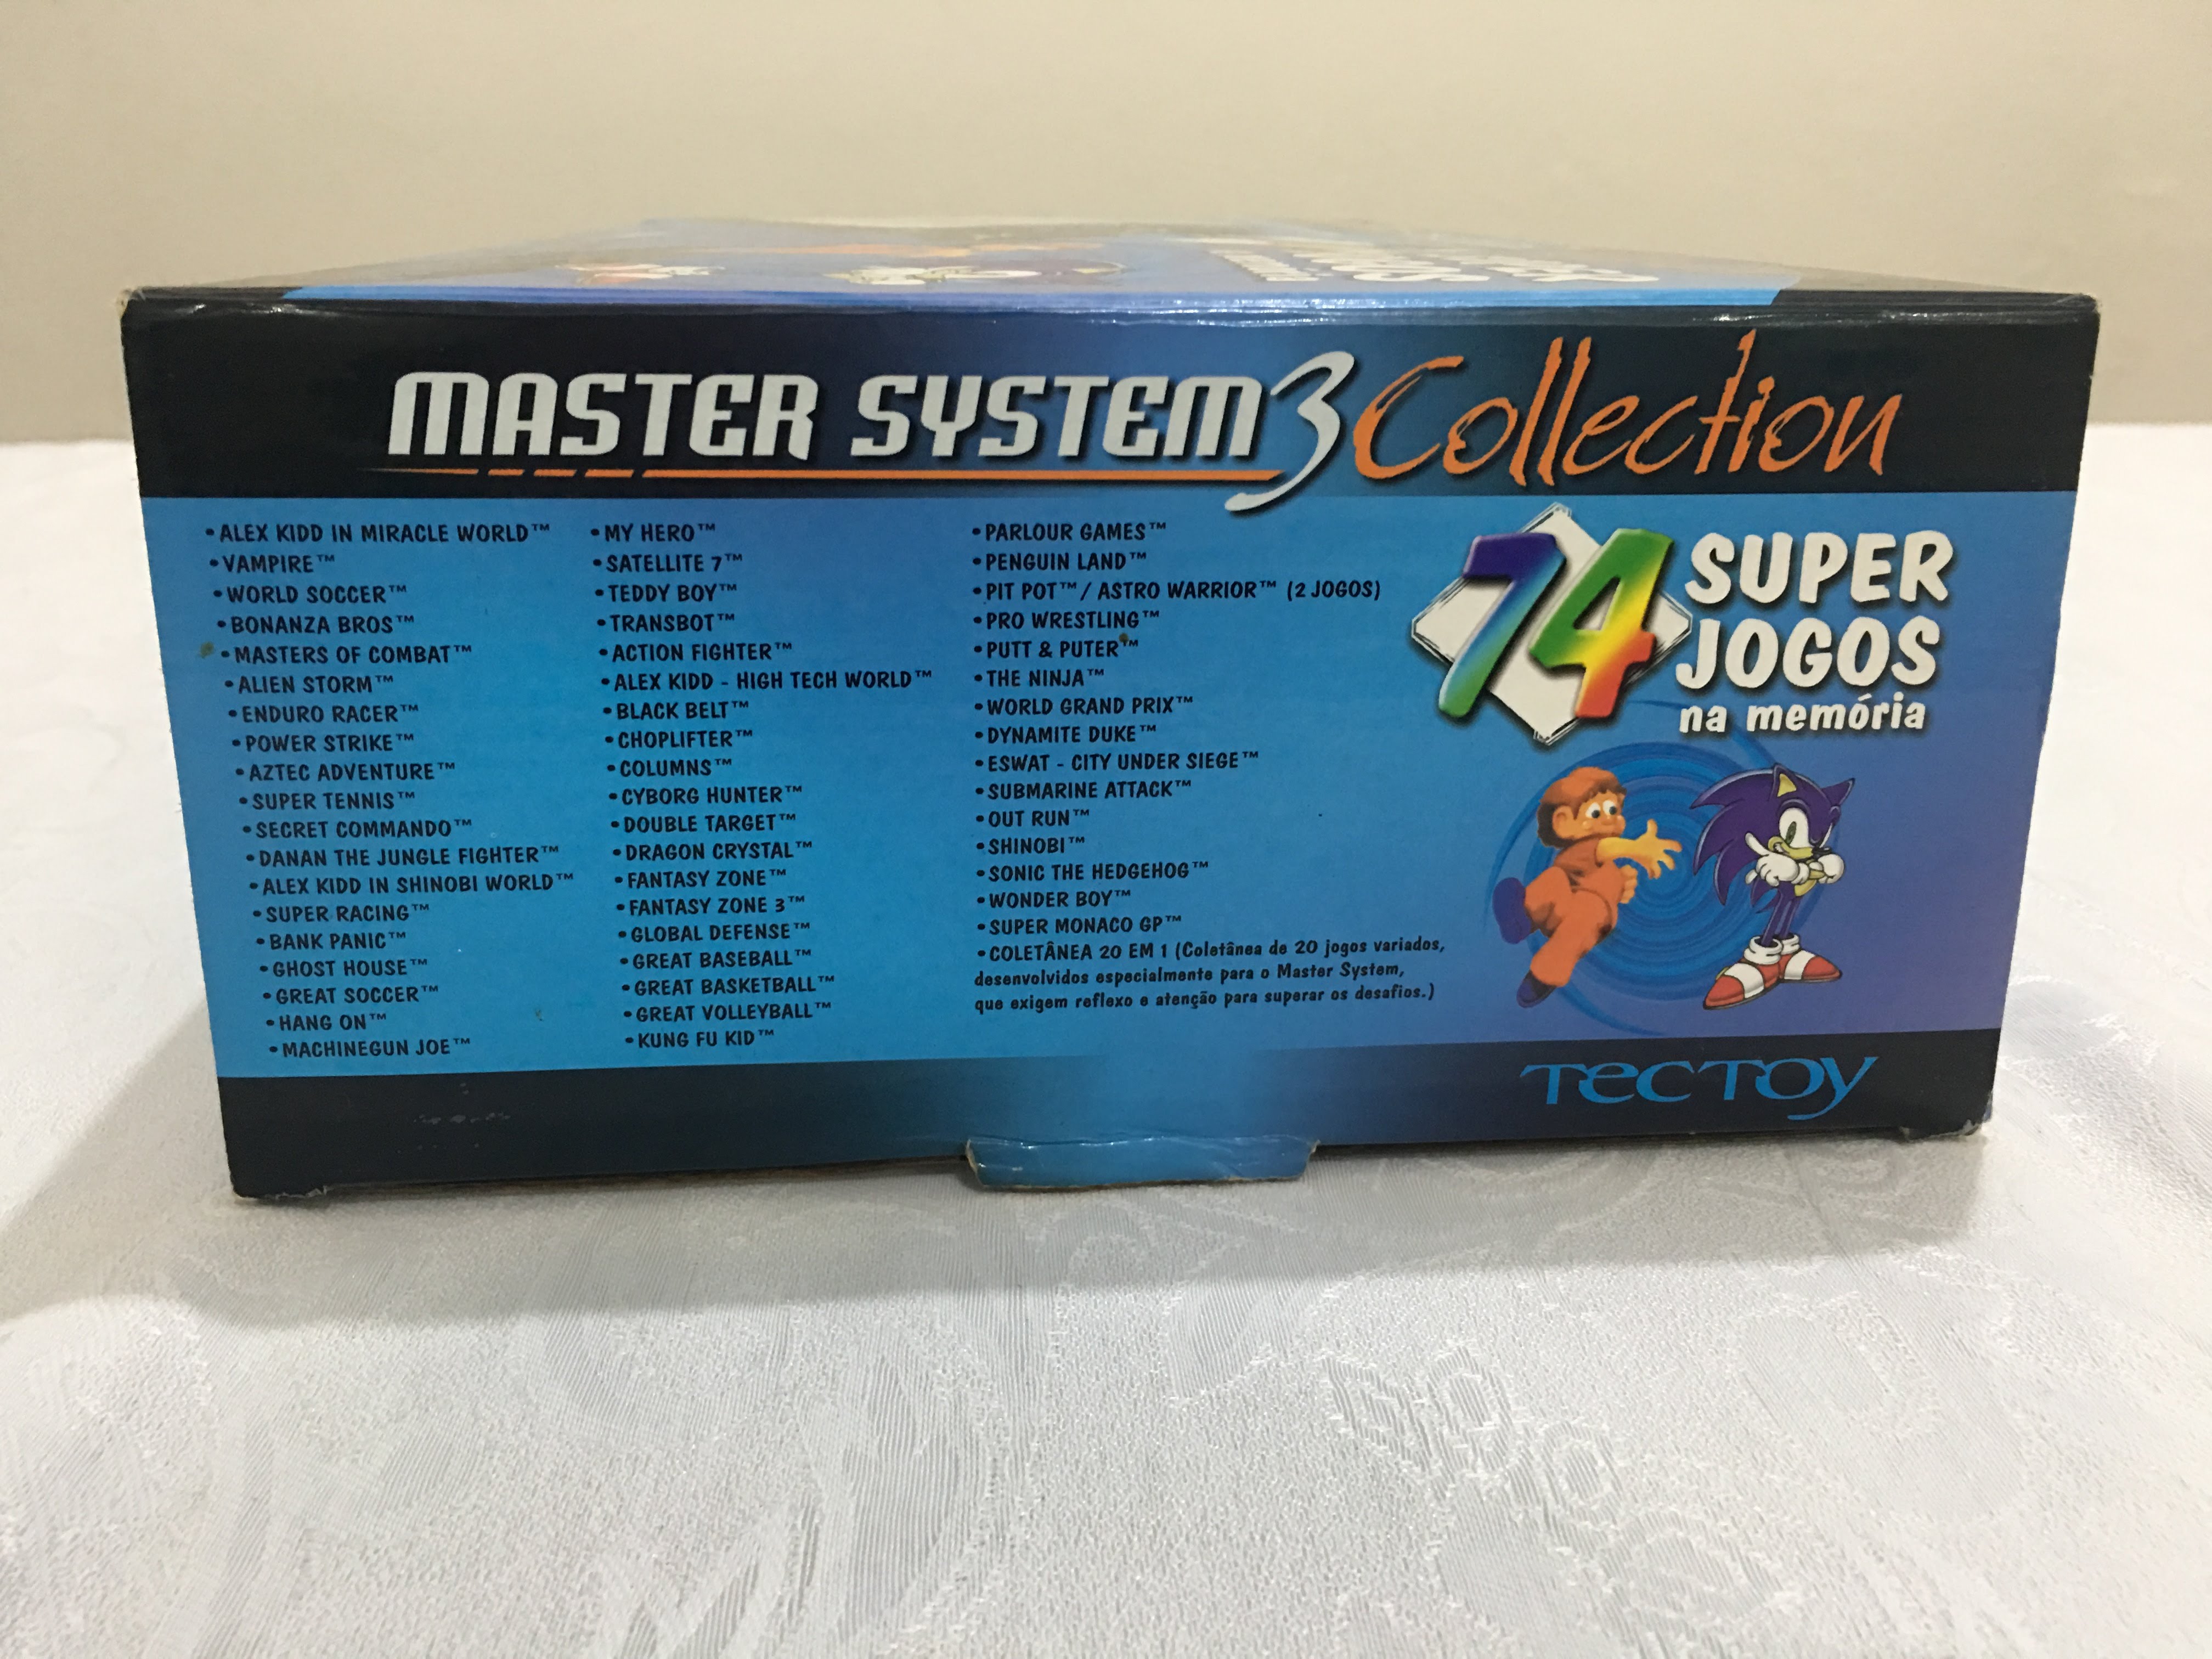 MASTER SYSTEM 3 Collection
• ALEX KIDD IN MIRACLE WORLD™
• VAMPIRE™
• WORLD SOCCER™
• BONANZA BROS™
• MASTERS OF COMBAT™
• ALIEN STORM™
• ENDURO RACER™
• POWER STRIKE™
• AZTEC ADVENTURE™
• SUPER TENNIS™
• SECRET COMMANDO™
• DANAN THE JUNGLE FIGHTER™
• ALEX KIDD IN SHINOBI WORLD™
• SUPER RACING™
• BANK PANIC™
• GHOST HOUSE™
• GREAT SOCCER™
• HANG ON™
• MACHINEGUN JOE™
• MY HERO™
• SATELLITE 7™
• TEDDY BOY™
• TRANSBOT™
• ACTION FIGHTER™
• ALEX KIDD - HIGH TECH WORLD™
• BLACK BELT™
• CHOPLIFTER™
• COLUMNS™
• CYBORG HUNTER™
• DOUBLE TARGET™
• DRAGON CRYSTAL™
• FANTASY ZONE™
• FANTASY ZONE 3™
• GLOBAL DEFENSE™
• GREAT BASEBALL™
• GREAT BASKETBALL™
• GREAT VOLLEYBALL™
• KUNG FU KID™
• PARLOUR GAMES™
• PENGUIN LAND™
• PIT POT™ / ASTRO WARRIOR™ (2 JOGOS)
• PRO WRESTLING™
• PUTT & PUTER™
• THE NINJA™
• WORLD GRAND PRIX™
• DYNAMITE DUKE™
• ESWAT - CITY UNDER SIEGE™
• SUBMARINE ATTACK™
• OUT RUN™
• SHINOBI™
• SONIC THE HEDGEHOG™
• WONDER BOY™
• SUPER MONACO GP™
• COLETÂNEA 20 EM 1 (Coletânea de 20 jogos variados,
desenvolvidos especialmente para o Master System,
que exigem reflexo e atenção para superar os desafios.)
74 SUPER
JOGOS
na memória
TECTOY